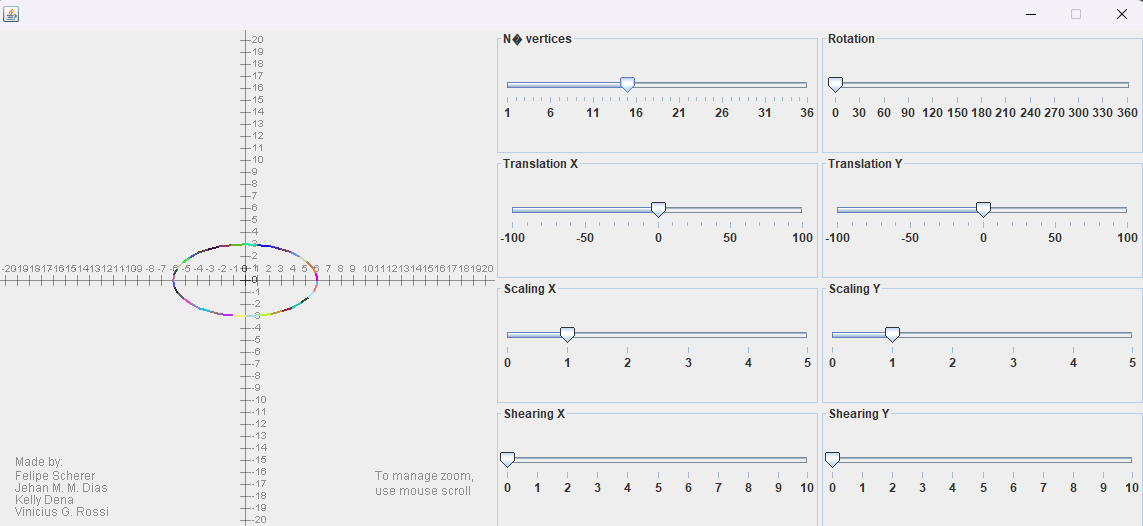 N� vertices
1 6 11 16 21 26 31 36
Rotation
0 30 60 90 120 150 180 210 240 270 300 330 360
Translation X
-100 -50 0 50 100
Translation Y
-100 -50 0 50 100
Scaling X
0 1 2 3 4 5
Scaling Y
0 1 2 3 4 5
Shearing X
0 1 2 3 4 5 6 7 8 9 10
Shearing Y
0 1 2 3 4 5 6 7 8 9 10
20
19
18
17
16
15
14
13
12
11
10
9
8
7
6
5
4
3
2
1
-20-19-18-17-16-15-14-13-12-11-10-9 -8 -7 -6 -5 -4 -3 -2 -1 0 1 2 3 4 5 6 7 8 9 10 11 12 13 14 15 16 17 18 19 20
0
-1
-2
-3
-4
-5
-6
-7
-8
-9
-10
-11
-12
-13
-14
-15
-16
-17
-18
-19
-20
Made by:
Felipe Scherer
Jehan M. M. Dias
Kelly Dena
Vinicius G. Rossi
To manage zoom,
use mouse scroll